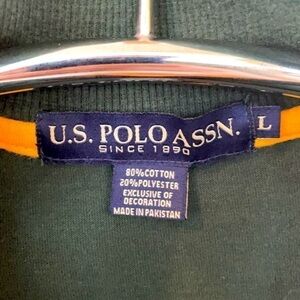 U.S. POLO ASSN. L
SINCE 1890
80%COTTON
20%POLYESTER
EXCLUSIVE OF
DECORATION
MADE IN PAKISTAN